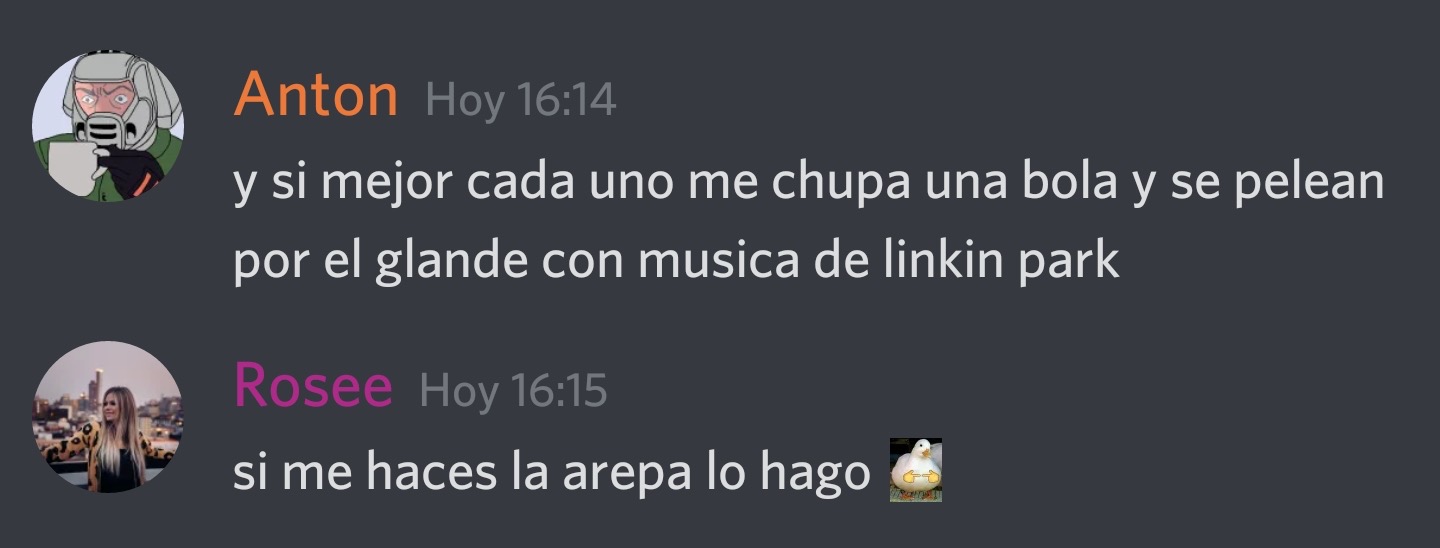 Anton Hoy 16:14
y si mejor cada uno me chupa una bola y se pelean
por el glande con musica de linkin park
Rosee Hoy 16:15
si me haces la arepa lo hago